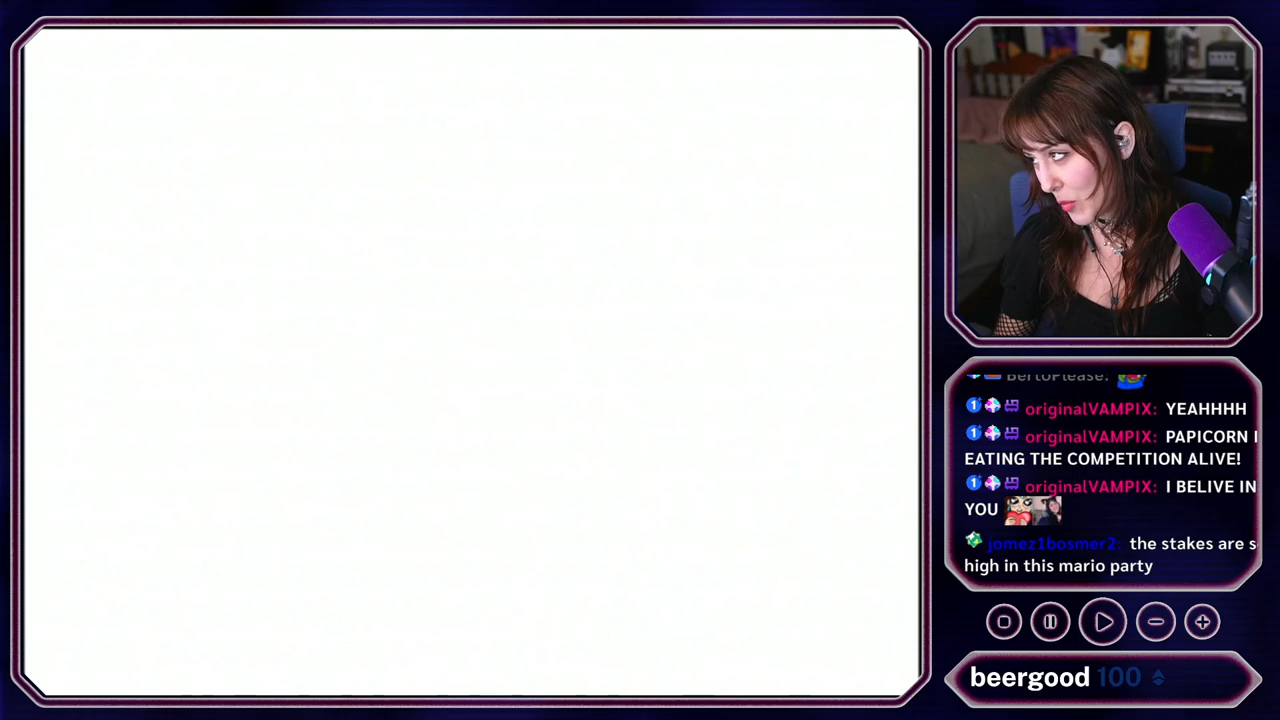 BertoPlease:
originalVAMPIX: YEAHHHH
originalVAMPIX: PAPICORN I
EATING THE COMPETITION ALIVE!
originalVAMPIX: I BELIVE IN
YOU
jomez1bosmer2: the stakes are s
high in this mario party
beergood 100